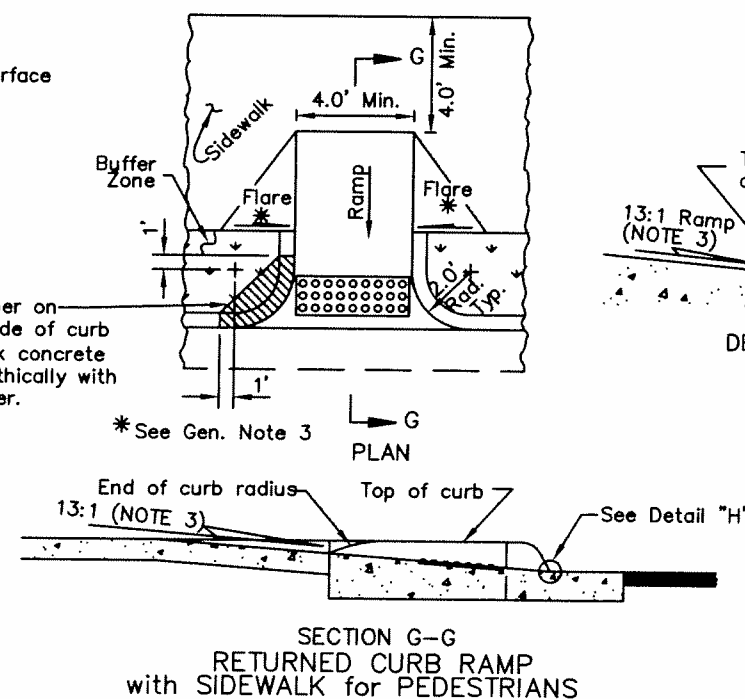 rface
G
4.0' Min.
4.0' Min.
Sidewalk
Buffer
Zone
Flare
*
Ramp
Flare
*
1'
2.0'
Rad.
Typ.
er on
de of curb
concrete
thically with
er.
1'
G
* See Gen. Note 3
PLAN
T
13:1 Ramp
(NOTE 3)
DE
End of curb radius
Top of curb
13:1 (NOTE 3)
See Detail "H"
SECTION G-G
RETURNED CURB RAMP
with SIDEWALK for PEDESTRIANS